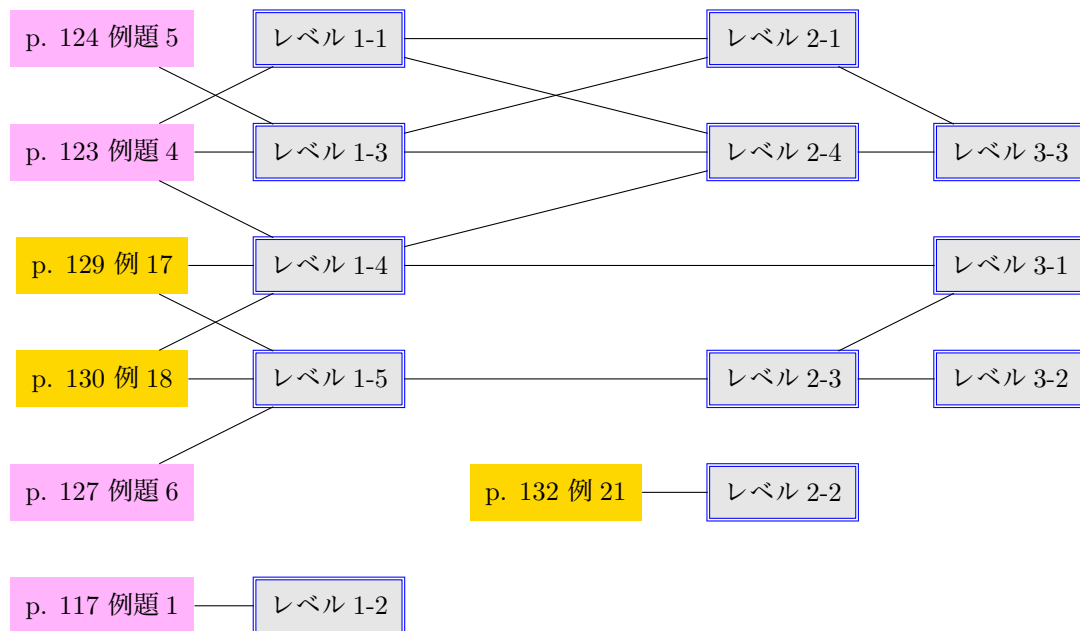 p. 124 例題 5 レベル 1-1 レベル 2-1
p. 123 例題 4 レベル 1-3 レベル 2-4 レベル 3-3
p. 129 例 17 レベル 1-4 レベル 3-1
p. 130 例 18 レベル 1-5 レベル 2-3 レベル 3-2
p. 127 例題 6 p. 132 例 21 レベル 2-2
p. 117 例題 1 レベル 1-2